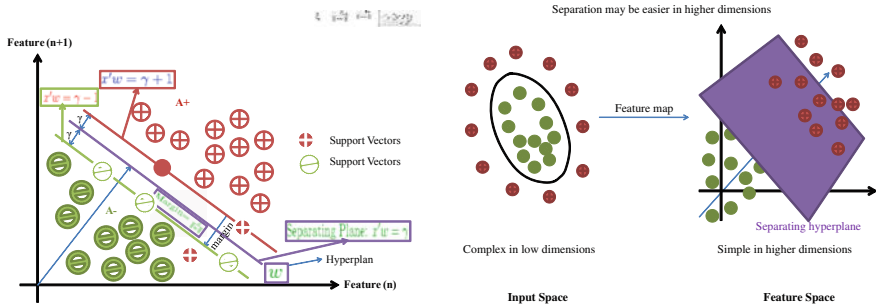 Feature (n+1)
x'w = γ + 1
x'w = γ − 1
A+
γ
γ
Support Vectors
Support Vectors
A-
margin
Separating Plane: x'w = γ
w
Hyperplan
Feature (n)
Separation may be easier in higher dimensions
Feature map
Separating hyperplane
Complex in low dimensions
Simple in higher dimensions
Input Space
Feature Space